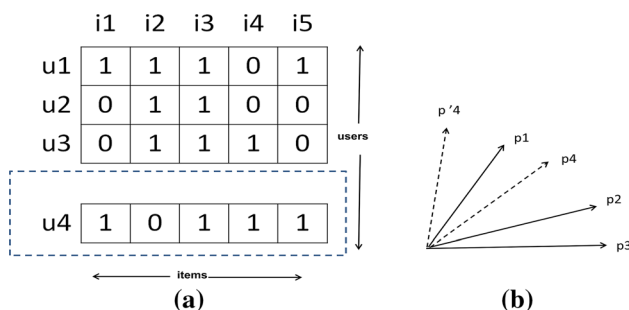 i1 i2 i3 i4 i5
u1 1 1 1 0 1
u2 0 1 1 0 0
u3 0 1 1 1 0
users
u4 1 0 1 1 1
items
(a)
p'4
p1
p4
p2
p3
(b)